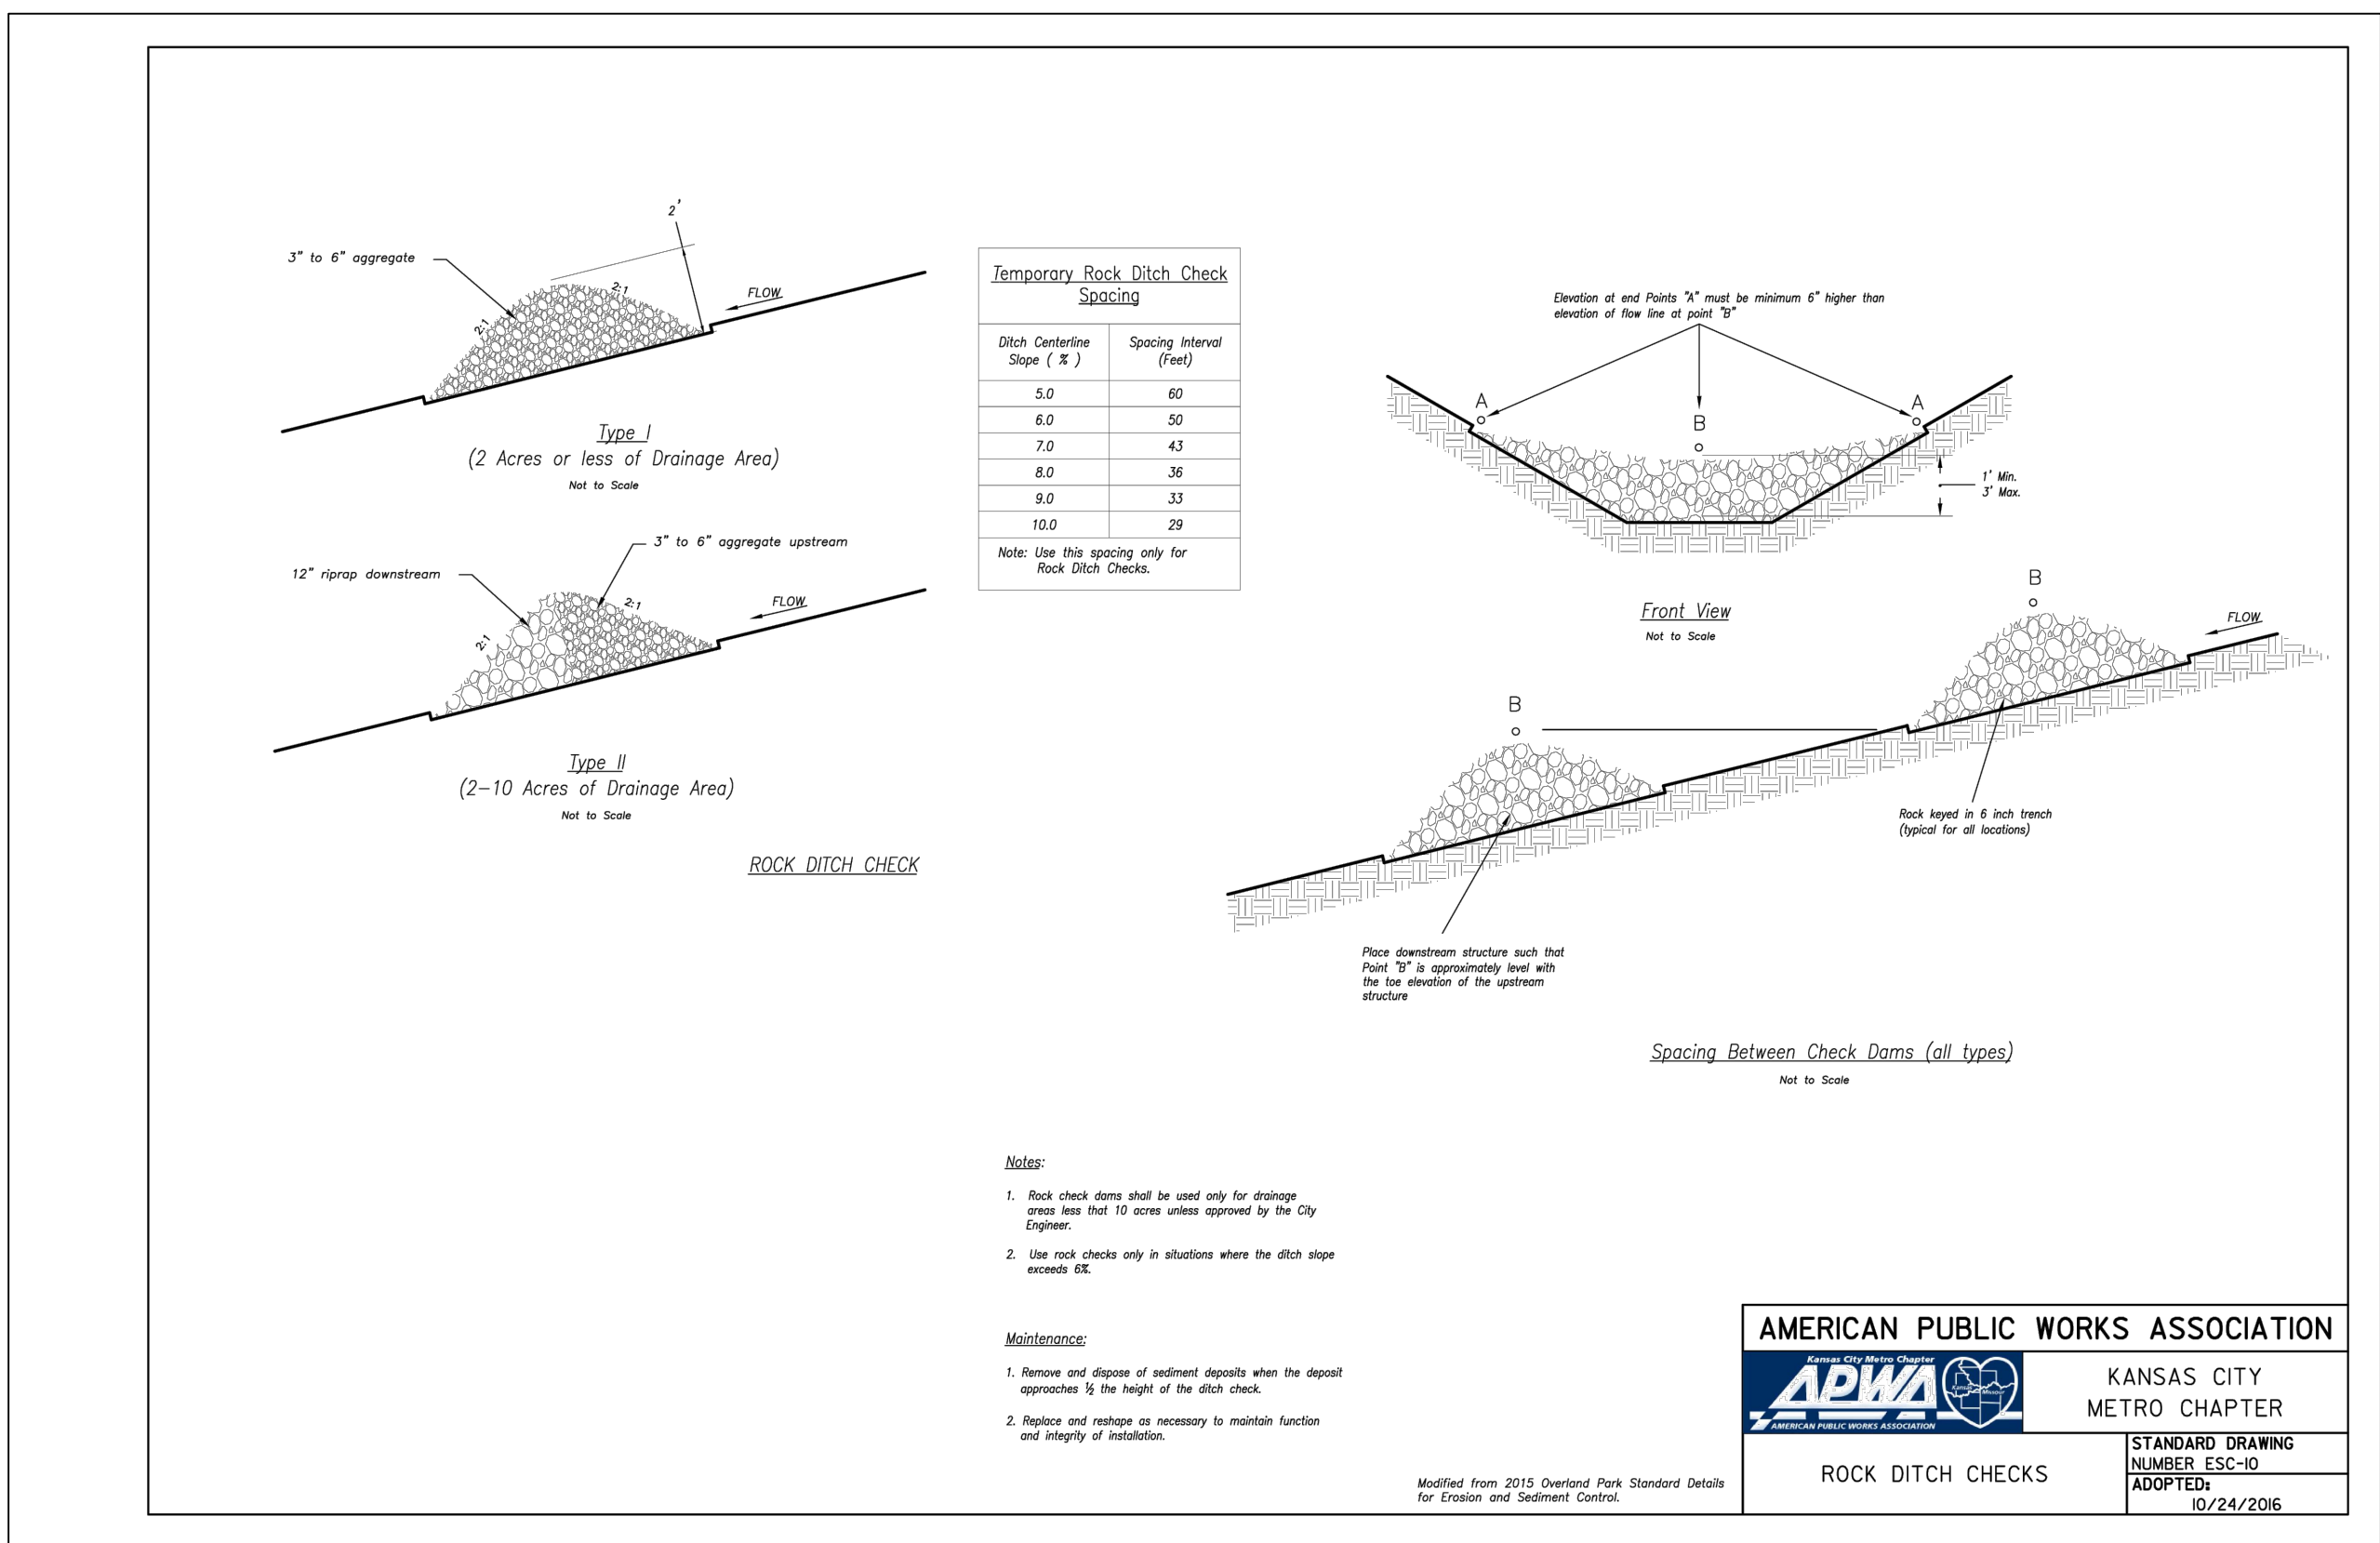 2'
3" to 6" aggregate
2:1
2:1
FLOW
Type I
(2 Acres or less of Drainage Area)
Not to Scale
3" to 6" aggregate upstream
12" riprap downstream
2:1
2:1
FLOW
Type II
(2-10 Acres of Drainage Area)
Not to Scale
ROCK DITCH CHECK
Temporary Rock Ditch Check
Spacing
Ditch Centerline
Slope ( % )
Spacing Interval
(Feet)
5.0 60
6.0 50
7.0 43
8.0 36
9.0 33
10.0 29
Note: Use this spacing only for
Rock Ditch Checks.
Elevation at end Points "A" must be minimum 6" higher than
elevation of flow line at point "B"
A
B
A
1' Min.
3' Max.
Front View
Not to Scale
B
FLOW
B
Rock keyed in 6 inch trench
(typical for all locations)
Place downstream structure such that
Point "B" is approximately level with
the toe elevation of the upstream
structure
Spacing Between Check Dams (all types)
Not to Scale
Notes:
1. Rock check dams shall be used only for drainage
areas less that 10 acres unless approved by the City
Engineer.
2. Use rock checks only in situations where the ditch slope
exceeds 6%.
Maintenance:
1. Remove and dispose of sediment deposits when the deposit
approaches ½ the height of the ditch check.
2. Replace and reshape as necessary to maintain function
and integrity of installation.
Modified from 2015 Overland Park Standard Details
for Erosion and Sediment Control.
AMERICAN PUBLIC WORKS ASSOCIATION
Kansas City Metro Chapter
APWA
Kansas
Missouri
AMERICAN PUBLIC WORKS ASSOCIATION
KANSAS CITY
METRO CHAPTER
ROCK DITCH CHECKS
STANDARD DRAWING
NUMBER ESC-10
ADOPTED:
10/24/2016